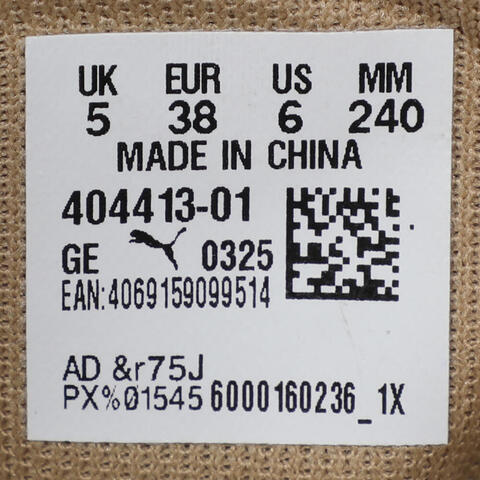 UK EUR US MM
5 38 6 240
MADE IN CHINA
404413-01
GE 0325
EAN:4069159099514
AD &r75J
PX%01545 6000160236_1X